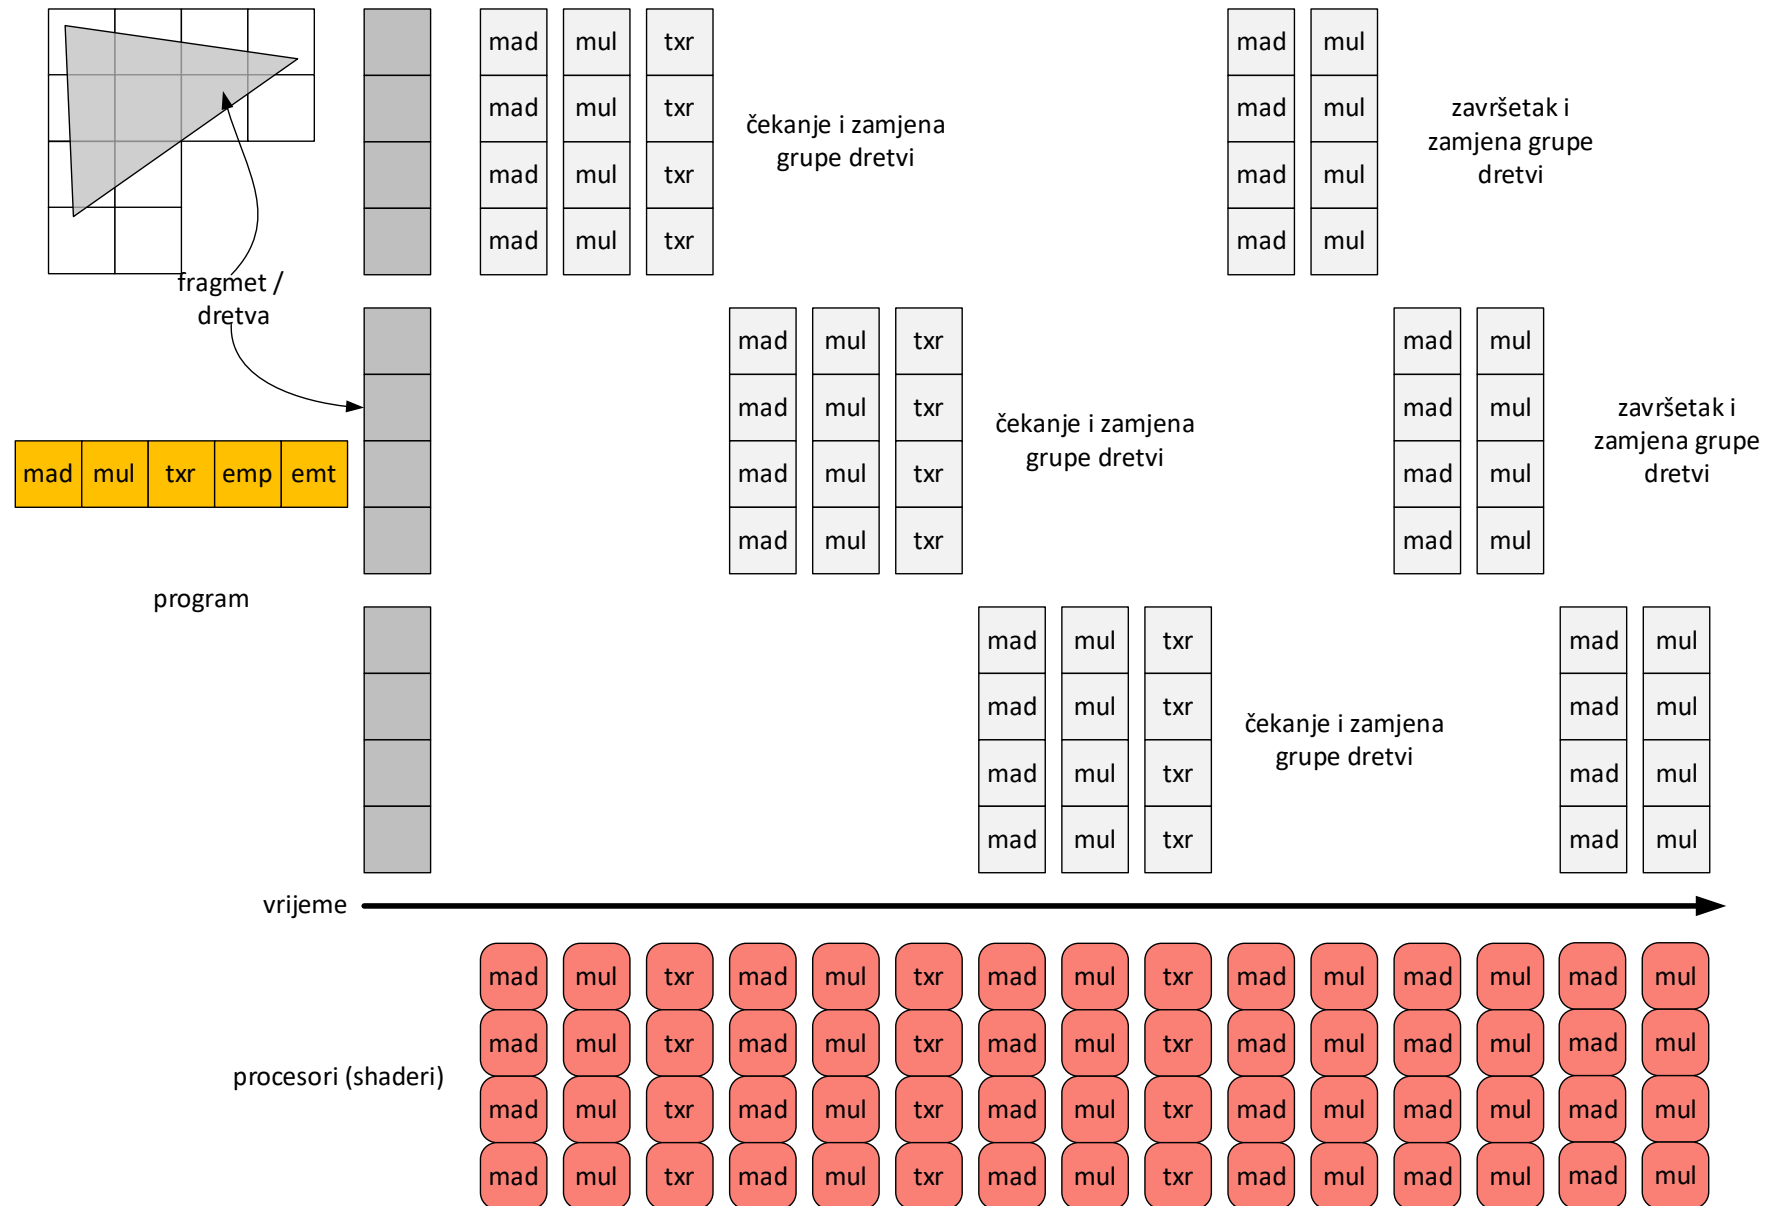 mad mul txr mad mul
mad mul txr mad mul
mad mul txr mad mul
mad mul txr mad mul
čekanje i zamjena
grupe dretvi
završetak i
zamjena grupe
dretvi
fragmet /
dretva
mad mul txr mad mul
mad mul txr mad mul
mad mul txr mad mul
mad mul txr mad mul
čekanje i zamjena
grupe dretvi
završetak i
zamjena grupe
dretvi
mad mul txr emp emt
program
mad mul txr mad mul
mad mul txr mad mul
mad mul txr mad mul
mad mul txr mad mul
čekanje i zamjena
grupe dretvi
vrijeme
mad mul txr mad mul txr mad mul txr mad mul mad mul mad mul
mad mul txr mad mul txr mad mul txr mad mul mad mul mad mul
procesori (shaderi)
mad mul txr mad mul txr mad mul txr mad mul mad mul mad mul
mad mul txr mad mul txr mad mul txr mad mul mad mul mad mul